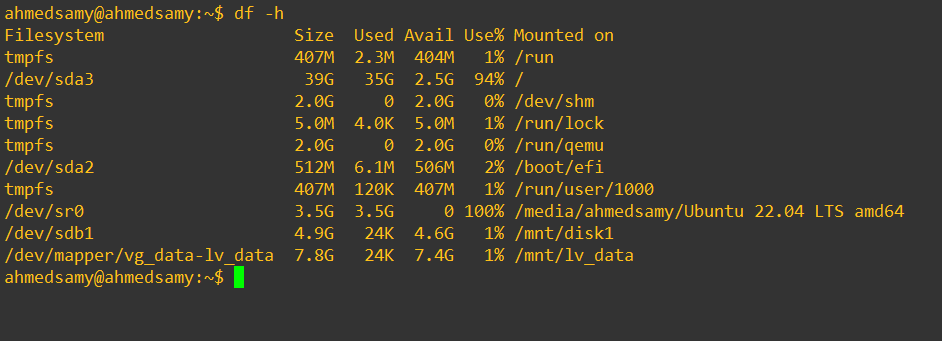 ahmedsamy@ahmedsamy:~$ df -h
Filesystem                   Size  Used Avail Use% Mounted on
tmpfs                        407M  2.3M  404M   1% /run
/dev/sda3                     39G   35G  2.5G  94% /
tmpfs                        2.0G     0  2.0G   0% /dev/shm
tmpfs                        5.0M  4.0K  5.0M   1% /run/lock
tmpfs                        2.0G     0  2.0G   0% /run/qemu
/dev/sda2                    512M  6.1M  506M   2% /boot/efi
tmpfs                        407M  120K  407M   1% /run/user/1000
/dev/sr0                     3.5G  3.5G     0 100% /media/ahmedsamy/Ubuntu 22.04 LTS amd64
/dev/sdb1                    4.9G   24K  4.6G   1% /mnt/disk1
/dev/mapper/vg_data-lv_data  7.8G   24K  7.4G   1% /mnt/lv_data
ahmedsamy@ahmedsamy:~$